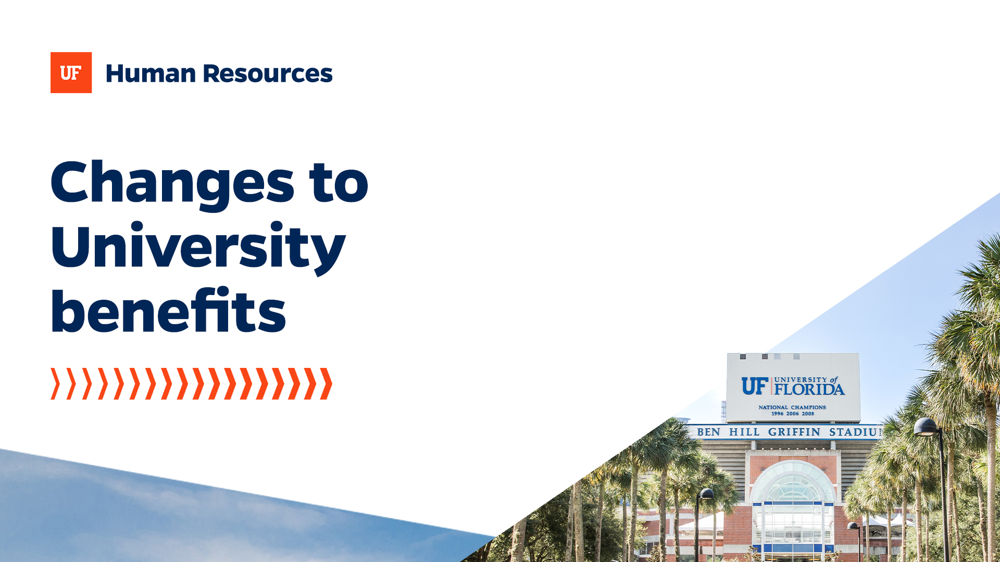 UF Human Resources
Changes to
University
benefits
UF UNIVERSITY of
FLORIDA
NATIONAL CHAMPIONS
1996 2006 2008
BEN HILL GRIFFIN STADIU